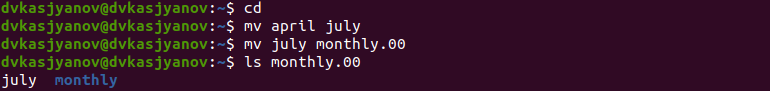 dvkasjyanov@dvkasjyanov:~$ cd
dvkasjyanov@dvkasjyanov:~$ mv april july
dvkasjyanov@dvkasjyanov:~$ mv july monthly.00
dvkasjyanov@dvkasjyanov:~$ ls monthly.00
july  monthly